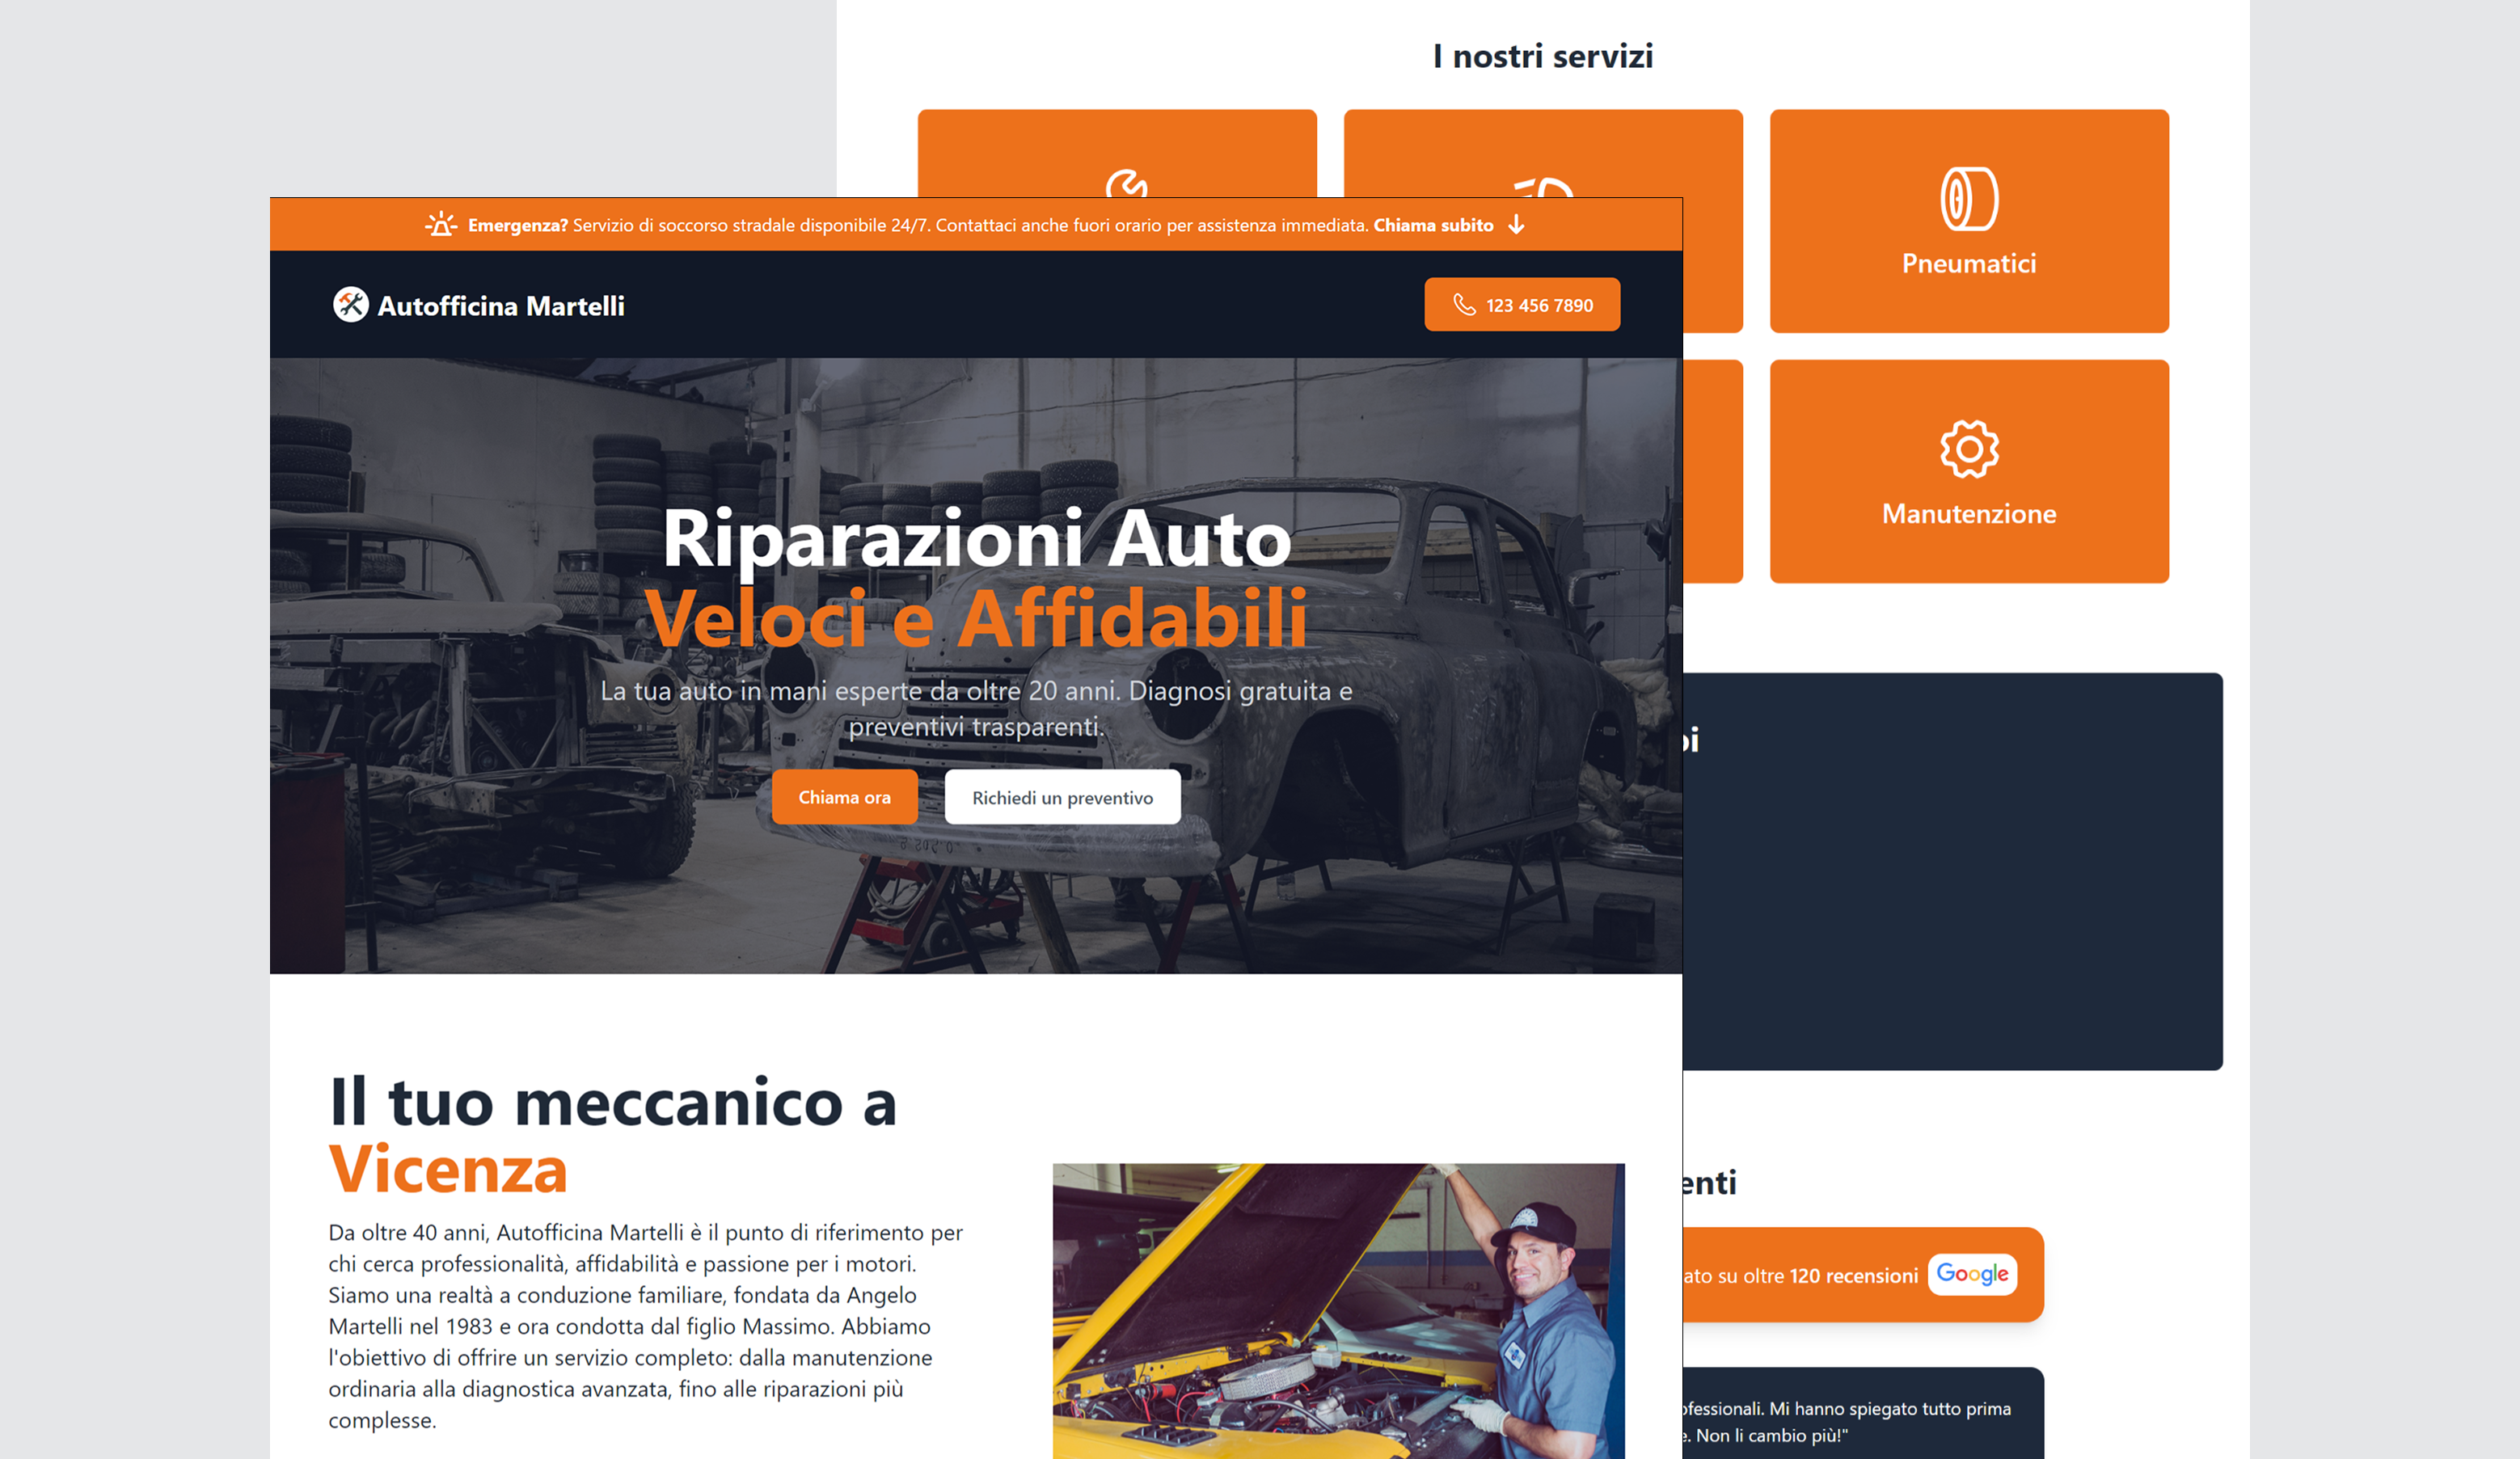 I nostri servizi
Pneumatici
Manutenzione
Emergenza? Servizio di soccorso stradale disponibile 24/7. Contattaci anche fuori orario per assistenza immediata. Chiama subito
Autofficina Martelli
123 456 7890
Riparazioni Auto
Veloci e Affidabili
La tua auto in mani esperte da oltre 20 anni. Diagnosi gratuita e
preventivi trasparenti.
Chiama ora
Richiedi un preventivo
Il tuo meccanico a
Vicenza
Da oltre 40 anni, Autofficina Martelli è il punto di riferimento per
chi cerca professionalità, affidabilità e passione per i motori.
Siamo una realtà a conduzione familiare, fondata da Angelo
Martelli nel 1983 e ora condotta dal figlio Massimo. Abbiamo
l'obiettivo di offrire un servizio completo: dalla manutenzione
ordinaria alla diagnostica avanzata, fino alle riparazioni più
complesse.
enti
ato su oltre 120 recensioni Google
ofessionali. Mi hanno spiegato tutto prima
e. Non li cambio più!"